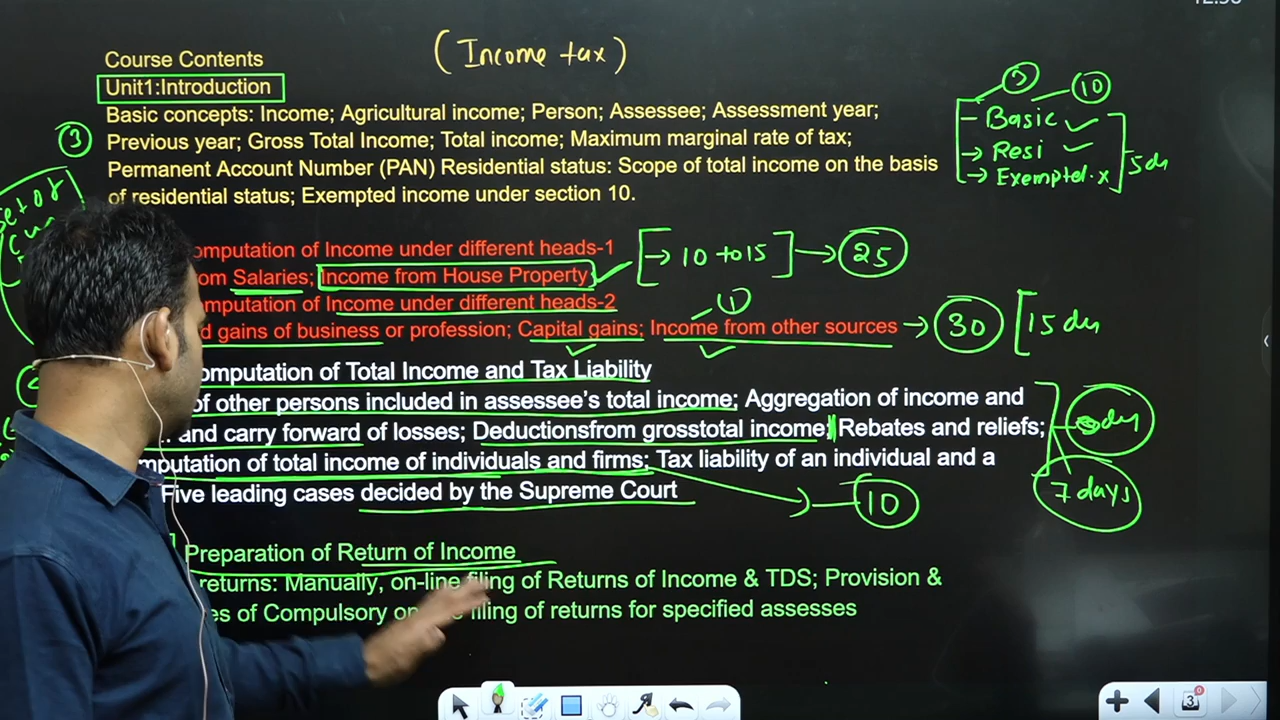 12:56
Course Contents
(Income tax)
Unit1:Introduction
Basic concepts: Income; Agricultural income; Person; Assessee; Assessment year;
Previous year; Gross Total Income; Total income; Maximum marginal rate of tax;
Permanent Account Number (PAN) Residential status: Scope of total income on the basis
of residential status; Exempted income under section 10.
3
10
Basic
Resi
Exempted. x
5 du
omputation of Income under different heads-1
om Salaries; Income from House Property
10 to 15
25
omputation of Income under different heads-2
1
d gains of business or profession; Capital gains; Income from other sources
30
15 du
omputation of Total Income and Tax Liability
of other persons included in assessee's total income; Aggregation of income and
and carry forward of losses; Deductionsfrom grosstotal income; Rebates and reliefs;
mputation of total income of individuals and firms; Tax liability of an individual and a
Five leading cases decided by the Supreme Court
10
7 days
Preparation of Return of Income
returns: Manually, on-line filing of Returns of Income & TDS; Provision &
es of Compulsory on filing of returns for specified assesses
3
0